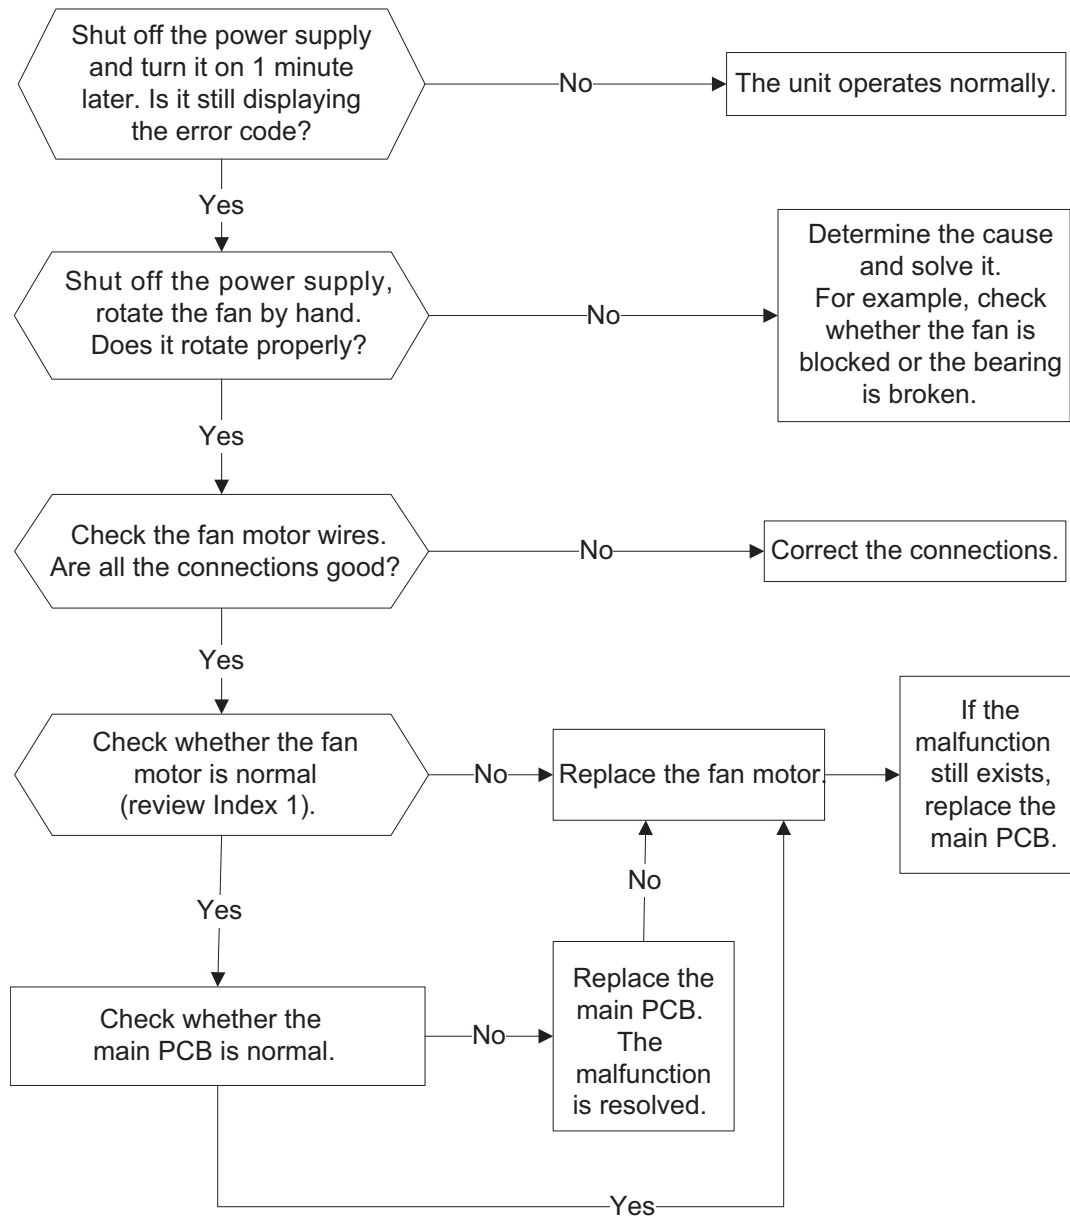 Shut off the power supply
and turn it on 1 minute
later. Is it still displaying
the error code?
No
The unit operates normally.
Yes
Shut off the power supply,
rotate the fan by hand.
Does it rotate properly?
No
Determine the cause
and solve it.
For example, check
whether the fan is
blocked or the bearing
is broken.
Yes
Check the fan motor wires.
Are all the connections good?
No
Correct the connections.
Yes
Check whether the fan
motor is normal
(review Index 1).
No
Replace the fan motor.
If the
malfunction
still exists,
replace the
main PCB.
Yes
No
Check whether the
main PCB is normal.
No
Replace the
main PCB.
The
malfunction
is resolved.
Yes